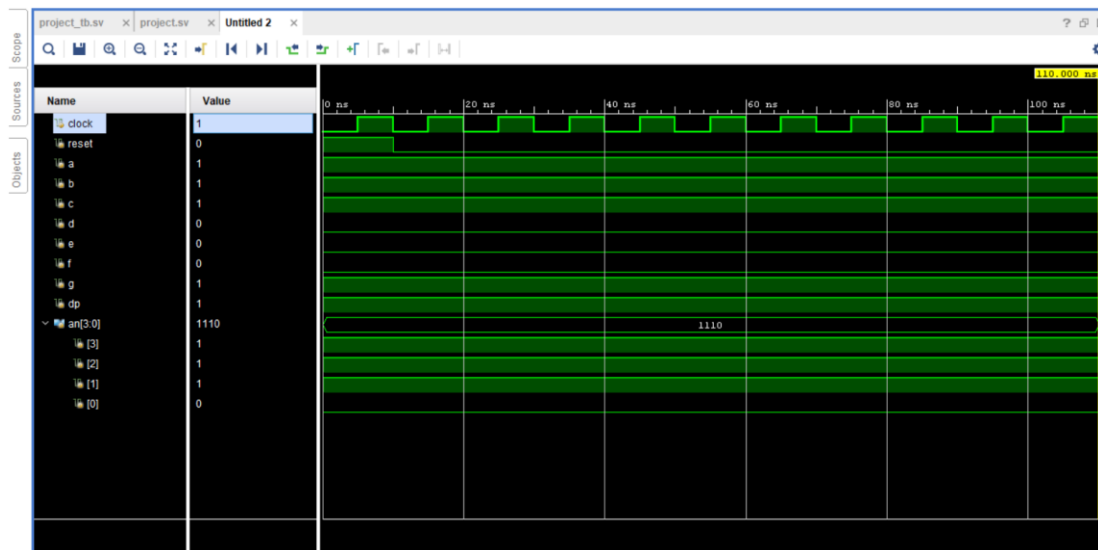 project_tb.sv × project.sv × Untitled 2 ×
?
Scope
Sources
Objects
110.000 ns
Name Value
0 ns 20 ns 40 ns 60 ns 80 ns 100 ns
clock 1
reset 0
a 1
b 1
c 1
d 0
e 0
f 0
g 1
dp 1
an[3:0] 1110 1110
[3] 1
[2] 1
[1] 1
[0] 0